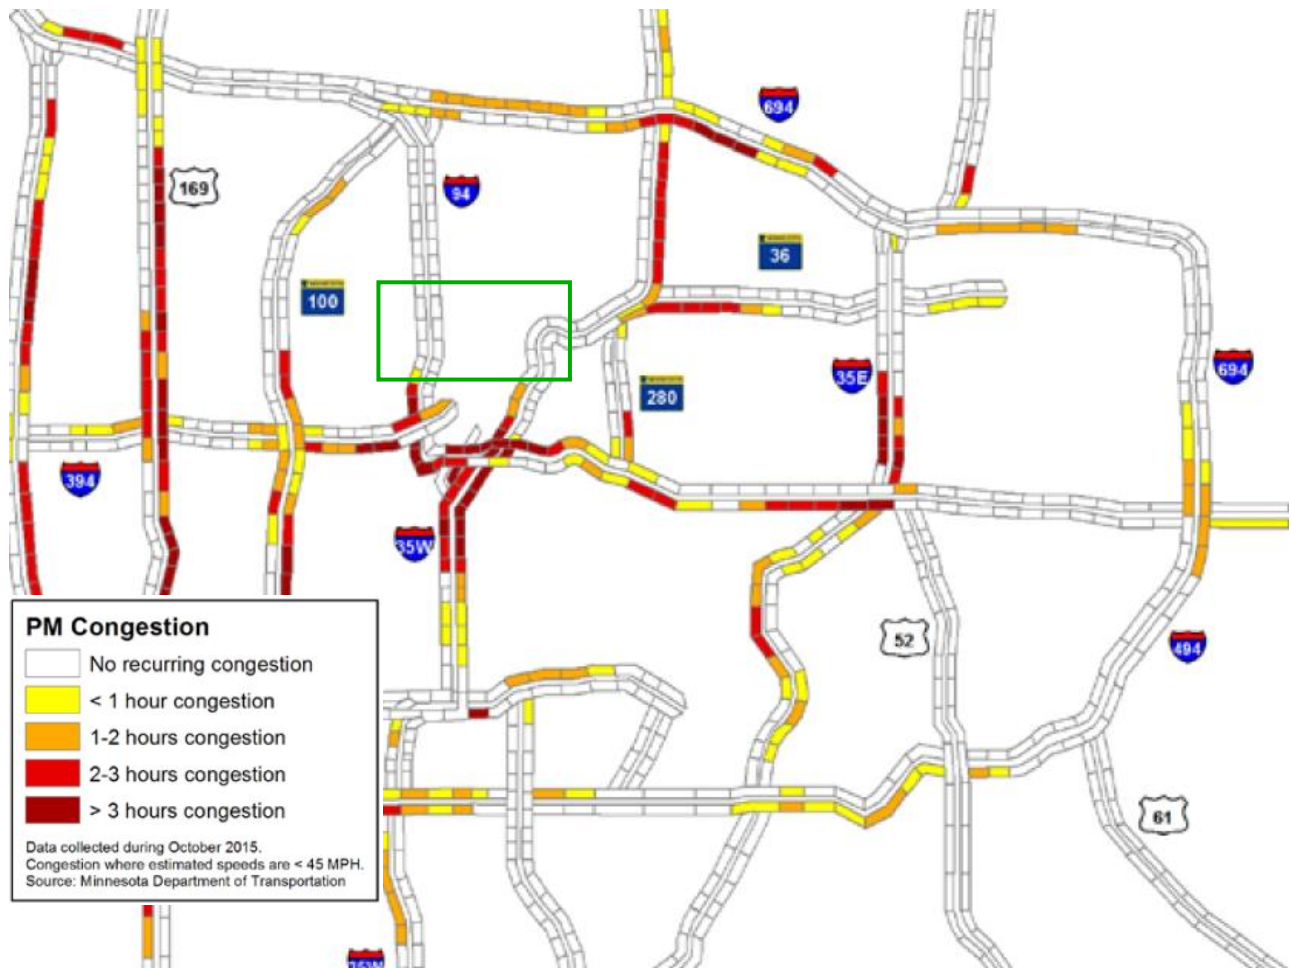 694
169
94
36
100
35E
694
280
394
35W
52
494
61
PM Congestion
No recurring congestion
< 1 hour congestion
1-2 hours congestion
2-3 hours congestion
> 3 hours congestion
Data collected during October 2015.
Congestion where estimated speeds are < 45 MPH.
Source: Minnesota Department of Transportation